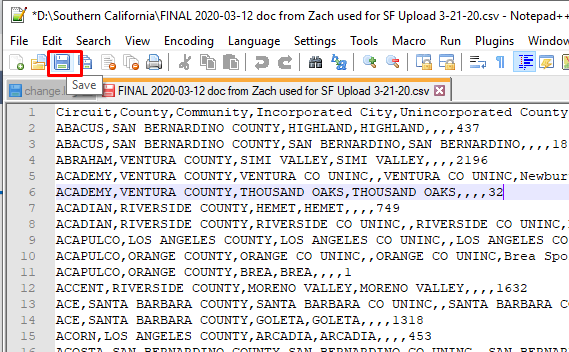 *D:\Southern California\FINAL 2020-03-12 doc from Zach used for SF Upload 3-21-20.csv - Notepad++
File Edit Search View Encoding Language Settings Tools Macro Run Plugins Window
Save
change.l FINAL 2020-03-12 doc from Zach used for SF Upload 3-21-20.csv
1 Circuit,County,Community,Incorporated City,Unincorporated County
2 ABACUS,SAN BERNARDINO COUNTY,HIGHLAND,HIGHLAND,,,,437
3 ABACUS,SAN BERNARDINO COUNTY,SAN BERNARDINO,SAN BERNARDINO,,,,18
4 ABRAHAM,VENTURA COUNTY,SIMI VALLEY,SIMI VALLEY,,,,2196
5 ACADEMY,VENTURA COUNTY,VENTURA CO UNINC,,VENTURA CO UNINC,Newbur
6 ACADEMY,VENTURA COUNTY,THOUSAND OAKS,THOUSAND OAKS,,,,32
7 ACADIAN,RIVERSIDE COUNTY,HEMET,HEMET,,,,749
8 ACADIAN,RIVERSIDE COUNTY,RIVERSIDE CO UNINC,,RIVERSIDE CO UNINC,
9 ACAPULCO,LOS ANGELES COUNTY,LOS ANGELES CO UNINC,,LOS ANGELES CO
10 ACAPULCO,ORANGE COUNTY,ORANGE CO UNINC,,ORANGE CO UNINC,Brea Spo
11 ACAPULCO,ORANGE COUNTY,BREA,BREA,,,,1
12 ACCENT,RIVERSIDE COUNTY,MORENO VALLEY,MORENO VALLEY,,,,1632
13 ACE,SANTA BARBARA COUNTY,SANTA BARBARA CO UNINC,,SANTA BARBARA C
14 ACE,SANTA BARBARA COUNTY,GOLETA,GOLETA,,,,1318
15 ACORN,LOS ANGELES COUNTY,ARCADIA,ARCADIA,,,,453
16 ACOSTA,SAN BERNARDINO COUNTY,SAN BERNARDINO CO UNINC,,SAN BERNAR